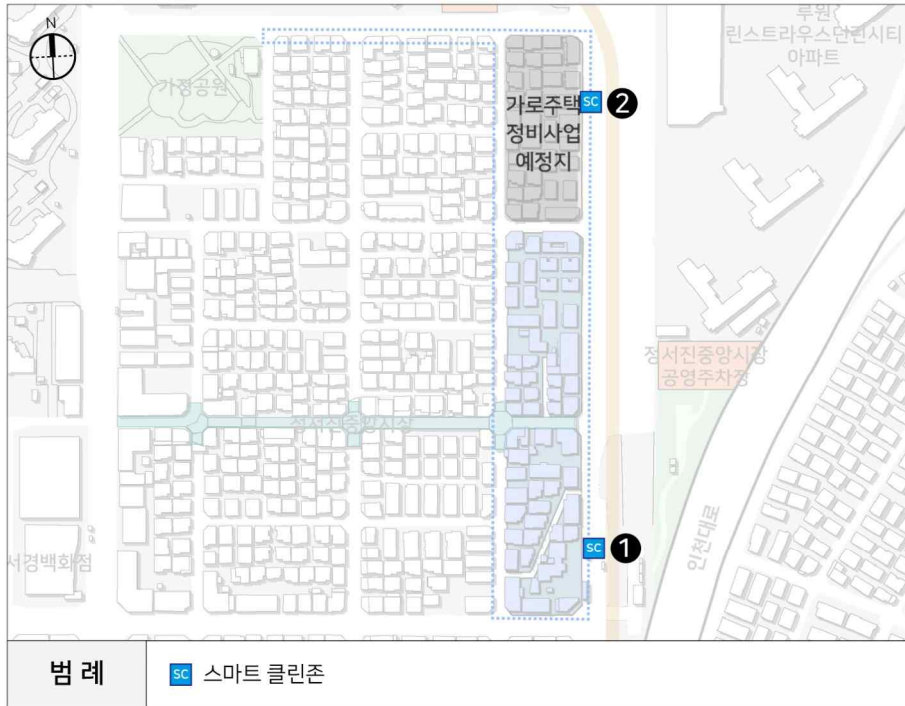 N
루원
린스트라우스더린시티
아파트
가정공원
가로주택
정비사업
예정지
SC
2
정서진중앙시장
공영주차장
정서진중앙시장
SC
1
서경백화점
인천대로
범 례
SC 스마트 클린존